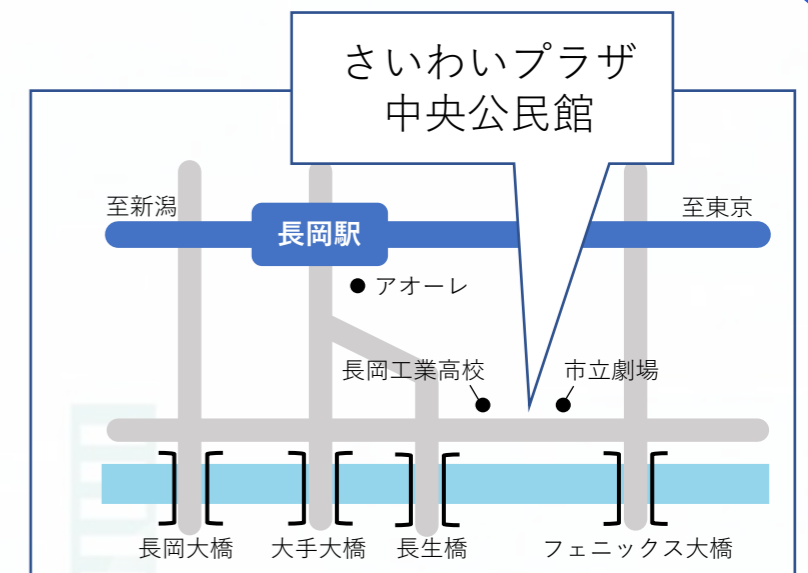 さいわいプラザ
中央公民館
至新潟
至東京
長岡駅
アオーレ
長岡工業高校
市立劇場
長岡大橋
大手大橋
長生橋
フェニックス大橋